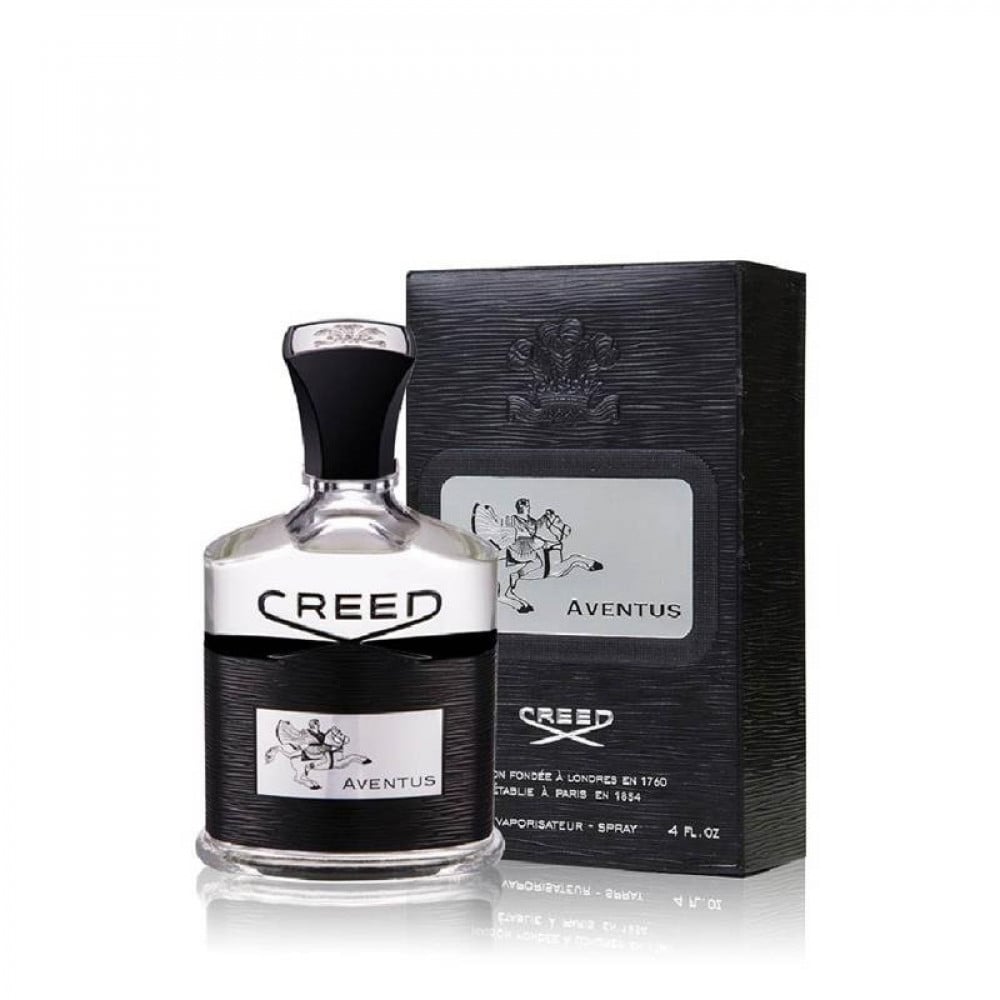 CREED
AVENTUS
AVENTUS
CREED
FONDÉE À LONDRES EN 1760
ÉTABLIE À PARIS EN 1854
VAPORISATEUR - SPRAY 4 FL.OZ